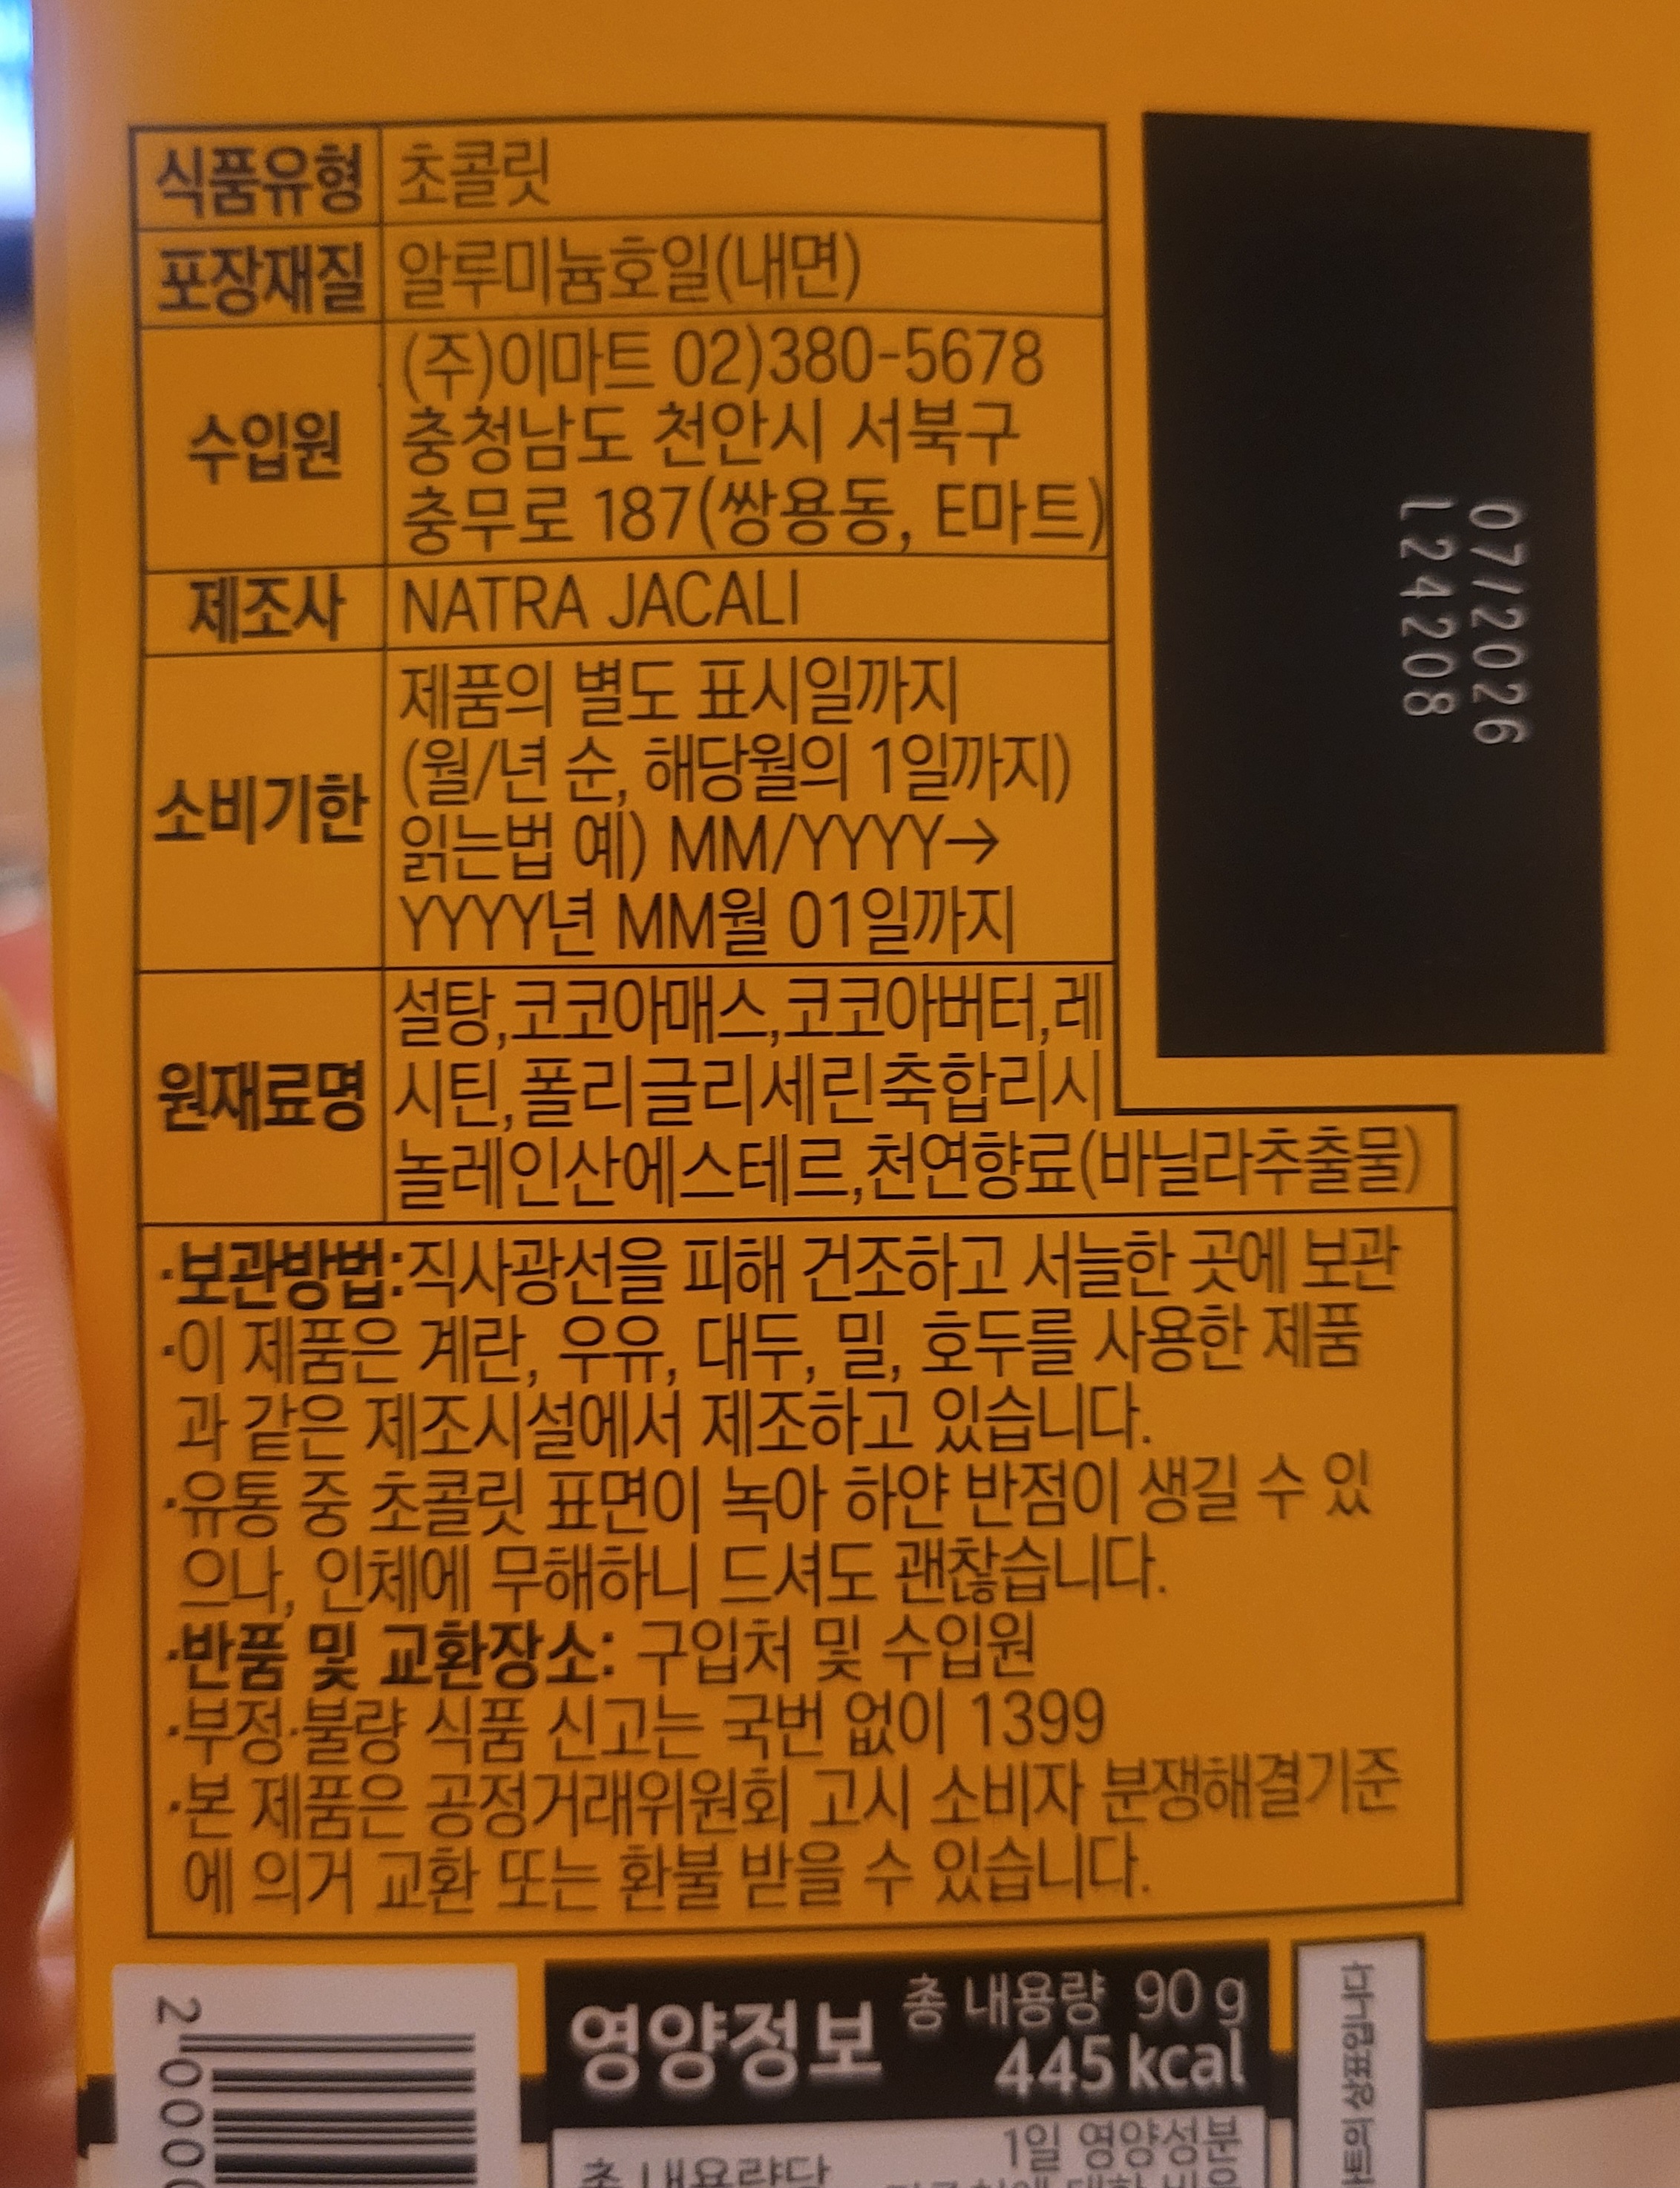 식품유형 초콜릿
포장재질 알루미늄호일(내면)
수입원 (주)이마트 02)380-5678
충청남도 천안시 서북구
충무로 187(쌍용동, E마트)
제조사 NATRA JACALI
소비기한 제품의 별도 표시일까지
(월/년 순, 해당월의 1일까지)
읽는법 예) MM/YYYY→
YYYY년 MM월 01일까지
원재료명 설탕,코코아매스,코코아버터,레
시틴,폴리글리세린축합리시
놀레인산에스테르,천연향료(바닐라추출물)
07/2026
L24208
·보관방법:직사광선을 피해 건조하고 서늘한 곳에 보관
·이 제품은 계란, 우유, 대두, 밀, 호두를 사용한 제품
과 같은 제조시설에서 제조하고 있습니다.
·유통 중 초콜릿 표면이 녹아 하얀 반점이 생길 수 있
으나, 인체에 무해하니 드셔도 괜찮습니다.
·반품 및 교환장소: 구입처 및 수입원
·부정·불량 식품 신고는 국번 없이 1399
·본 제품은 공정거래위원회 고시 소비자 분쟁해결기준
에 의거 교환 또는 환불 받을 수 있습니다.
2 000
영양정보 총 내용량 90 g
445 kcal
총 내용량당 1일 영양성분
상표입니다